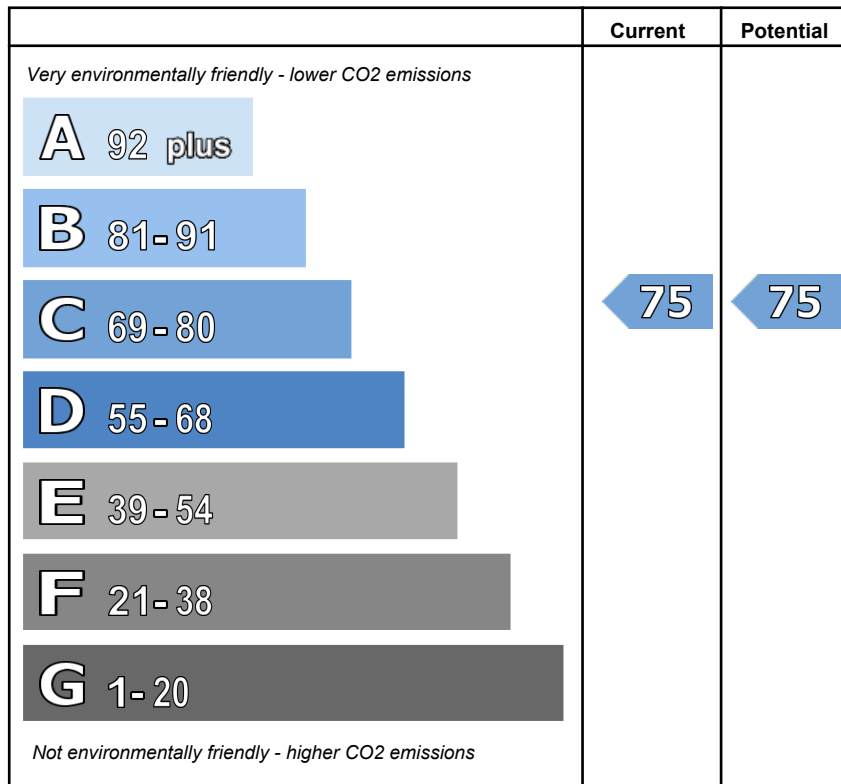 Current Potential
Very environmentally friendly - lower CO2 emissions
A 92 plus
B 81-91
C 69-80 75 75
D 55-68
E 39-54
F 21-38
G 1-20
Not environmentally friendly - higher CO2 emissions